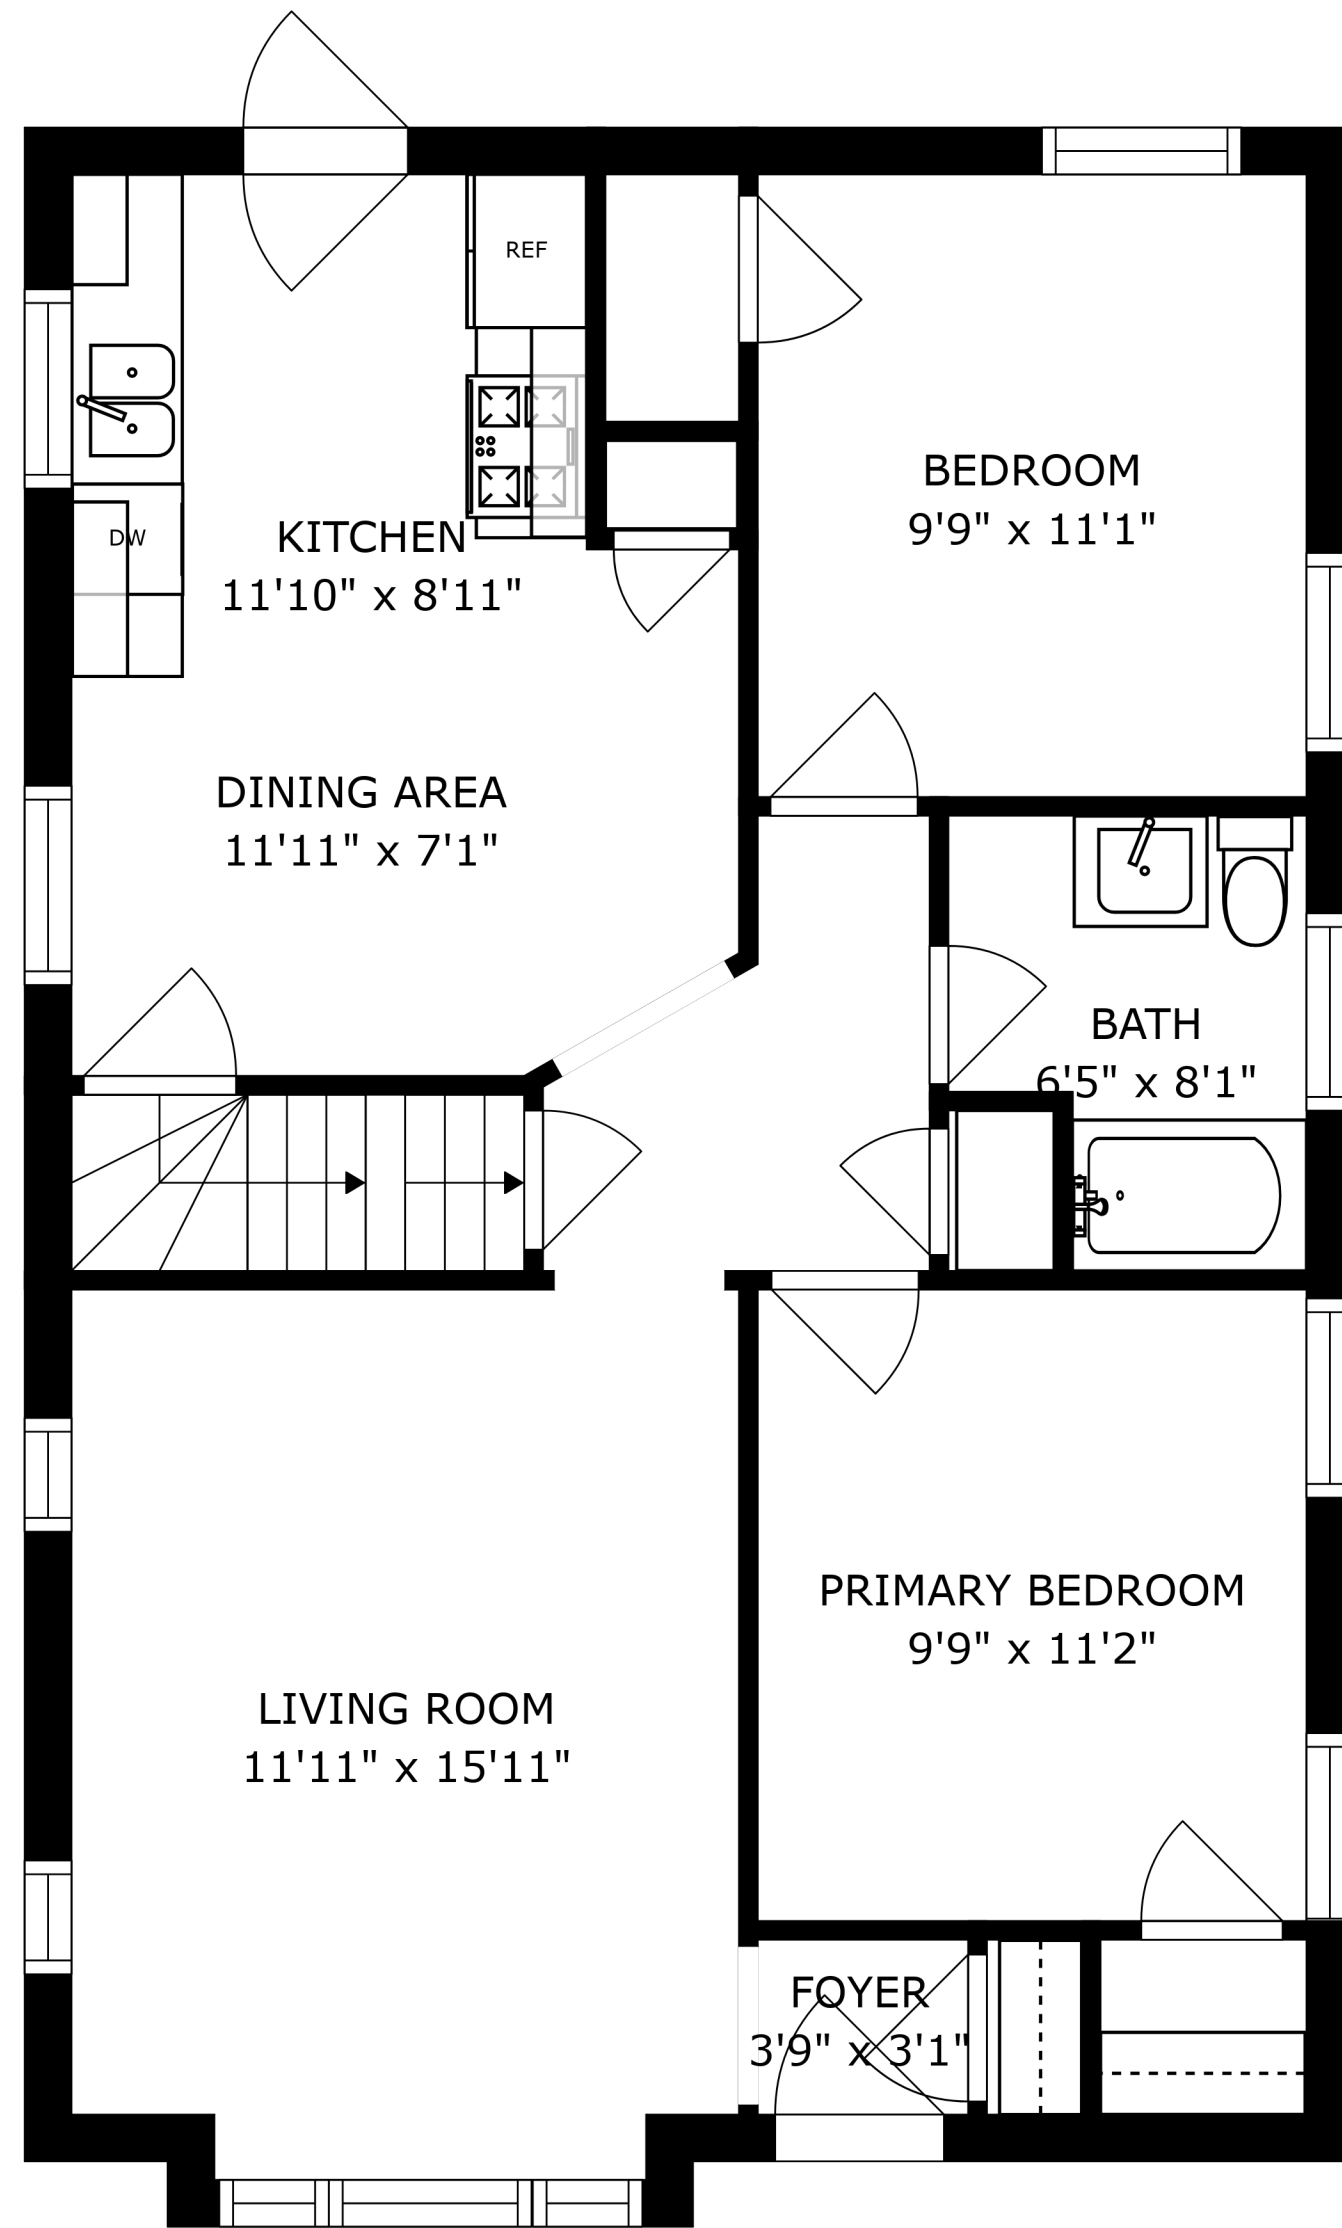 REF
BEDROOM
9'9" x 11'1"
KITCHEN
11'10" x 8'11"
DW
DINING AREA
11'11" x 7'1"
BATH
6'5" x 8'1"
PRIMARY BEDROOM
9'9" x 11'2"
LIVING ROOM
11'11" x 15'11"
FOYER
3'9" x 3'1"